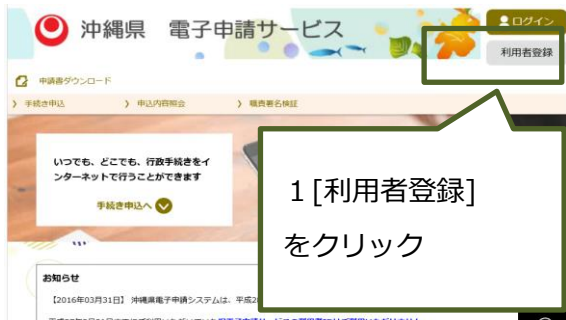 沖縄県 電子申請サービス
ログイン
利用者登録
申請書ダウンロード
手続き申込
申込内容照会
職責署名検証
いつでも、どこでも、行政手続きをイ
ンターネットで行うことができます
手続き申込へ
1[利用者登録]
をクリック
お知らせ
【2016年03月31日】 沖縄県電子申請システムは、平成2